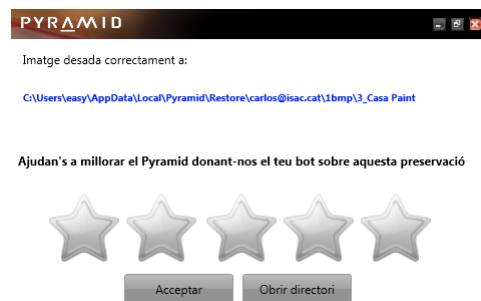 PYRAMID
Imatge desada correctament a:
C:\Users\easy\AppData\Local\Pyramid\Restore\carlos@isac.cat\1bmp\3_Casa Paint
Ajudan's a millorar el Pyramid donant-nos el teu bot sobre aquesta preservació
Acceptar
Obrir directori